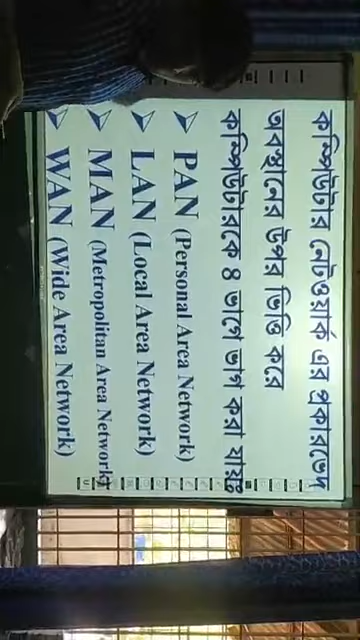 কম্পিউটার নেটওয়ার্ক এর প্রকারভেদ
অবস্থানের উপর ভিত্তি করে
কম্পিউটারকে ৪ ভাগে ভাগ করা যায়ঃ
➢ PAN (Personal Area Network)
➢ LAN (Local Area Network)
➢ MAN (Metropolitan Area Network)
➢ WAN (Wide Area Network)